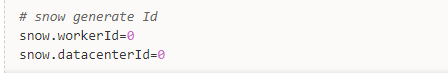 # snow generate Id
snow.workerId=0
snow.datacenterId=0